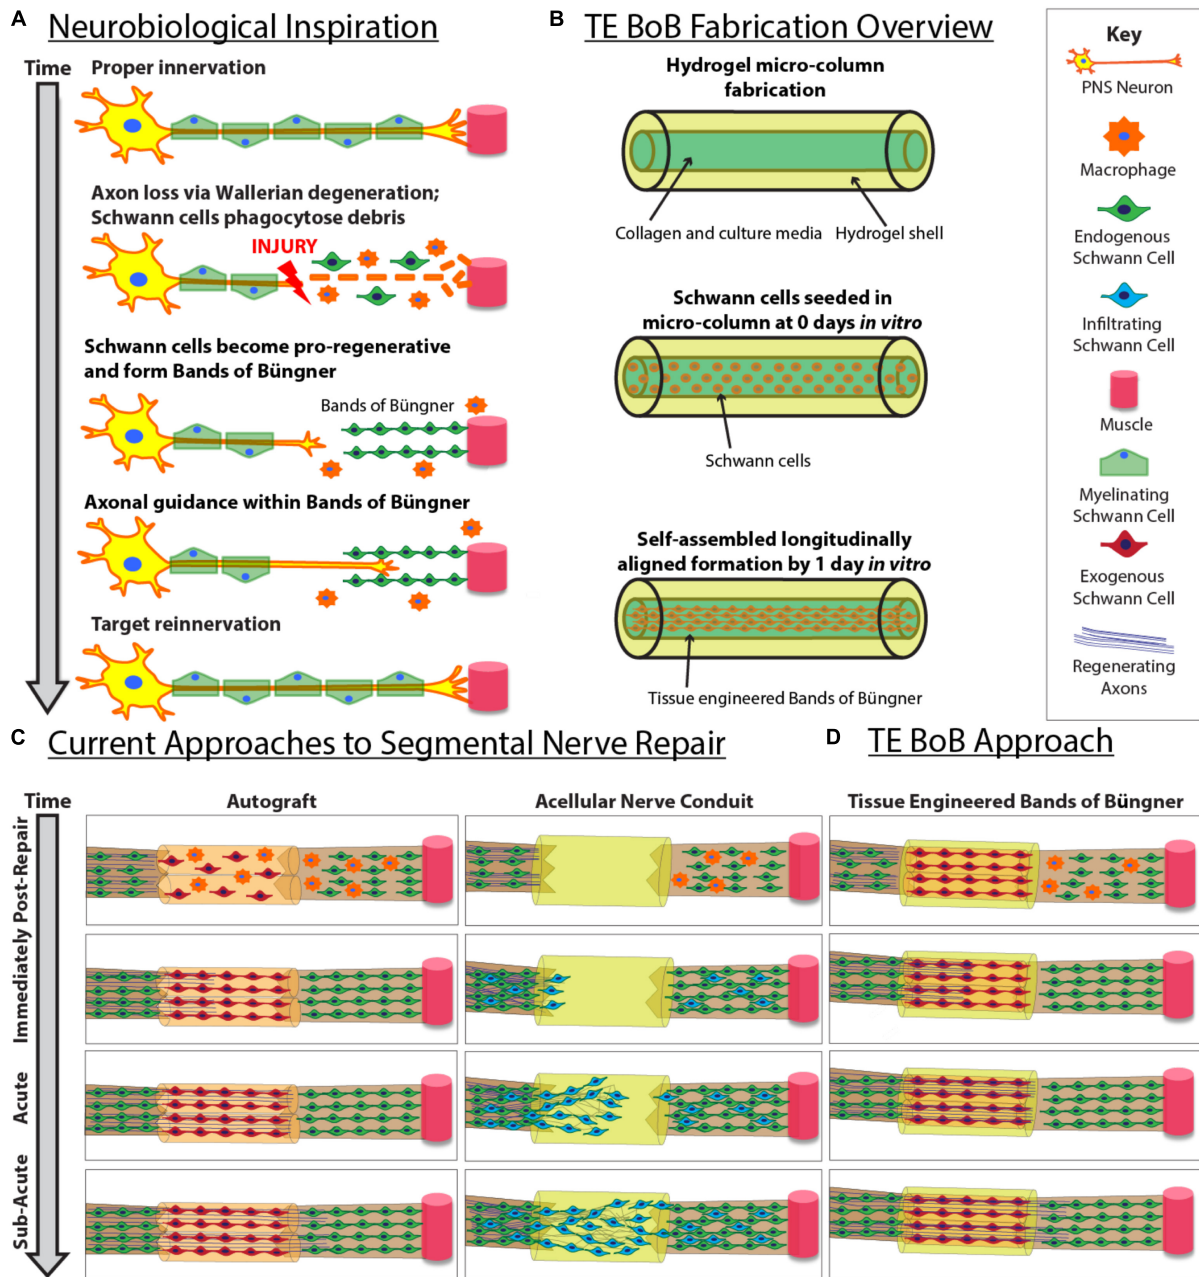 A Neurobiological Inspiration
Time
Proper innervation
Axon loss via Wallerian degeneration;
Schwann cells phagocytose debris
INJURY
Schwann cells become pro-regenerative
and form Bands of Büngner
Bands of Büngner
Axonal guidance within Bands of Büngner
Target reinnervation
B TE BoB Fabrication Overview
Hydrogel micro-column
fabrication
Collagen and culture media Hydrogel shell
Schwann cells seeded in
micro-column at 0 days in vitro
Schwann cells
Self-assembled longitudinally
aligned formation by 1 day in vitro
Tissue engineered Bands of Büngner
Key
PNS Neuron
Macrophage
Endogenous
Schwann Cell
Infiltrating
Schwann Cell
Muscle
Myelinating
Schwann Cell
Exogenous
Schwann Cell
Regenerating
Axons
C Current Approaches to Segmental Nerve Repair
Time
Autograft
Acellular Nerve Conduit
Immediately Post-Repair
Acute
Sub-Acute
D TE BoB Approach
Tissue Engineered Bands of Büngner